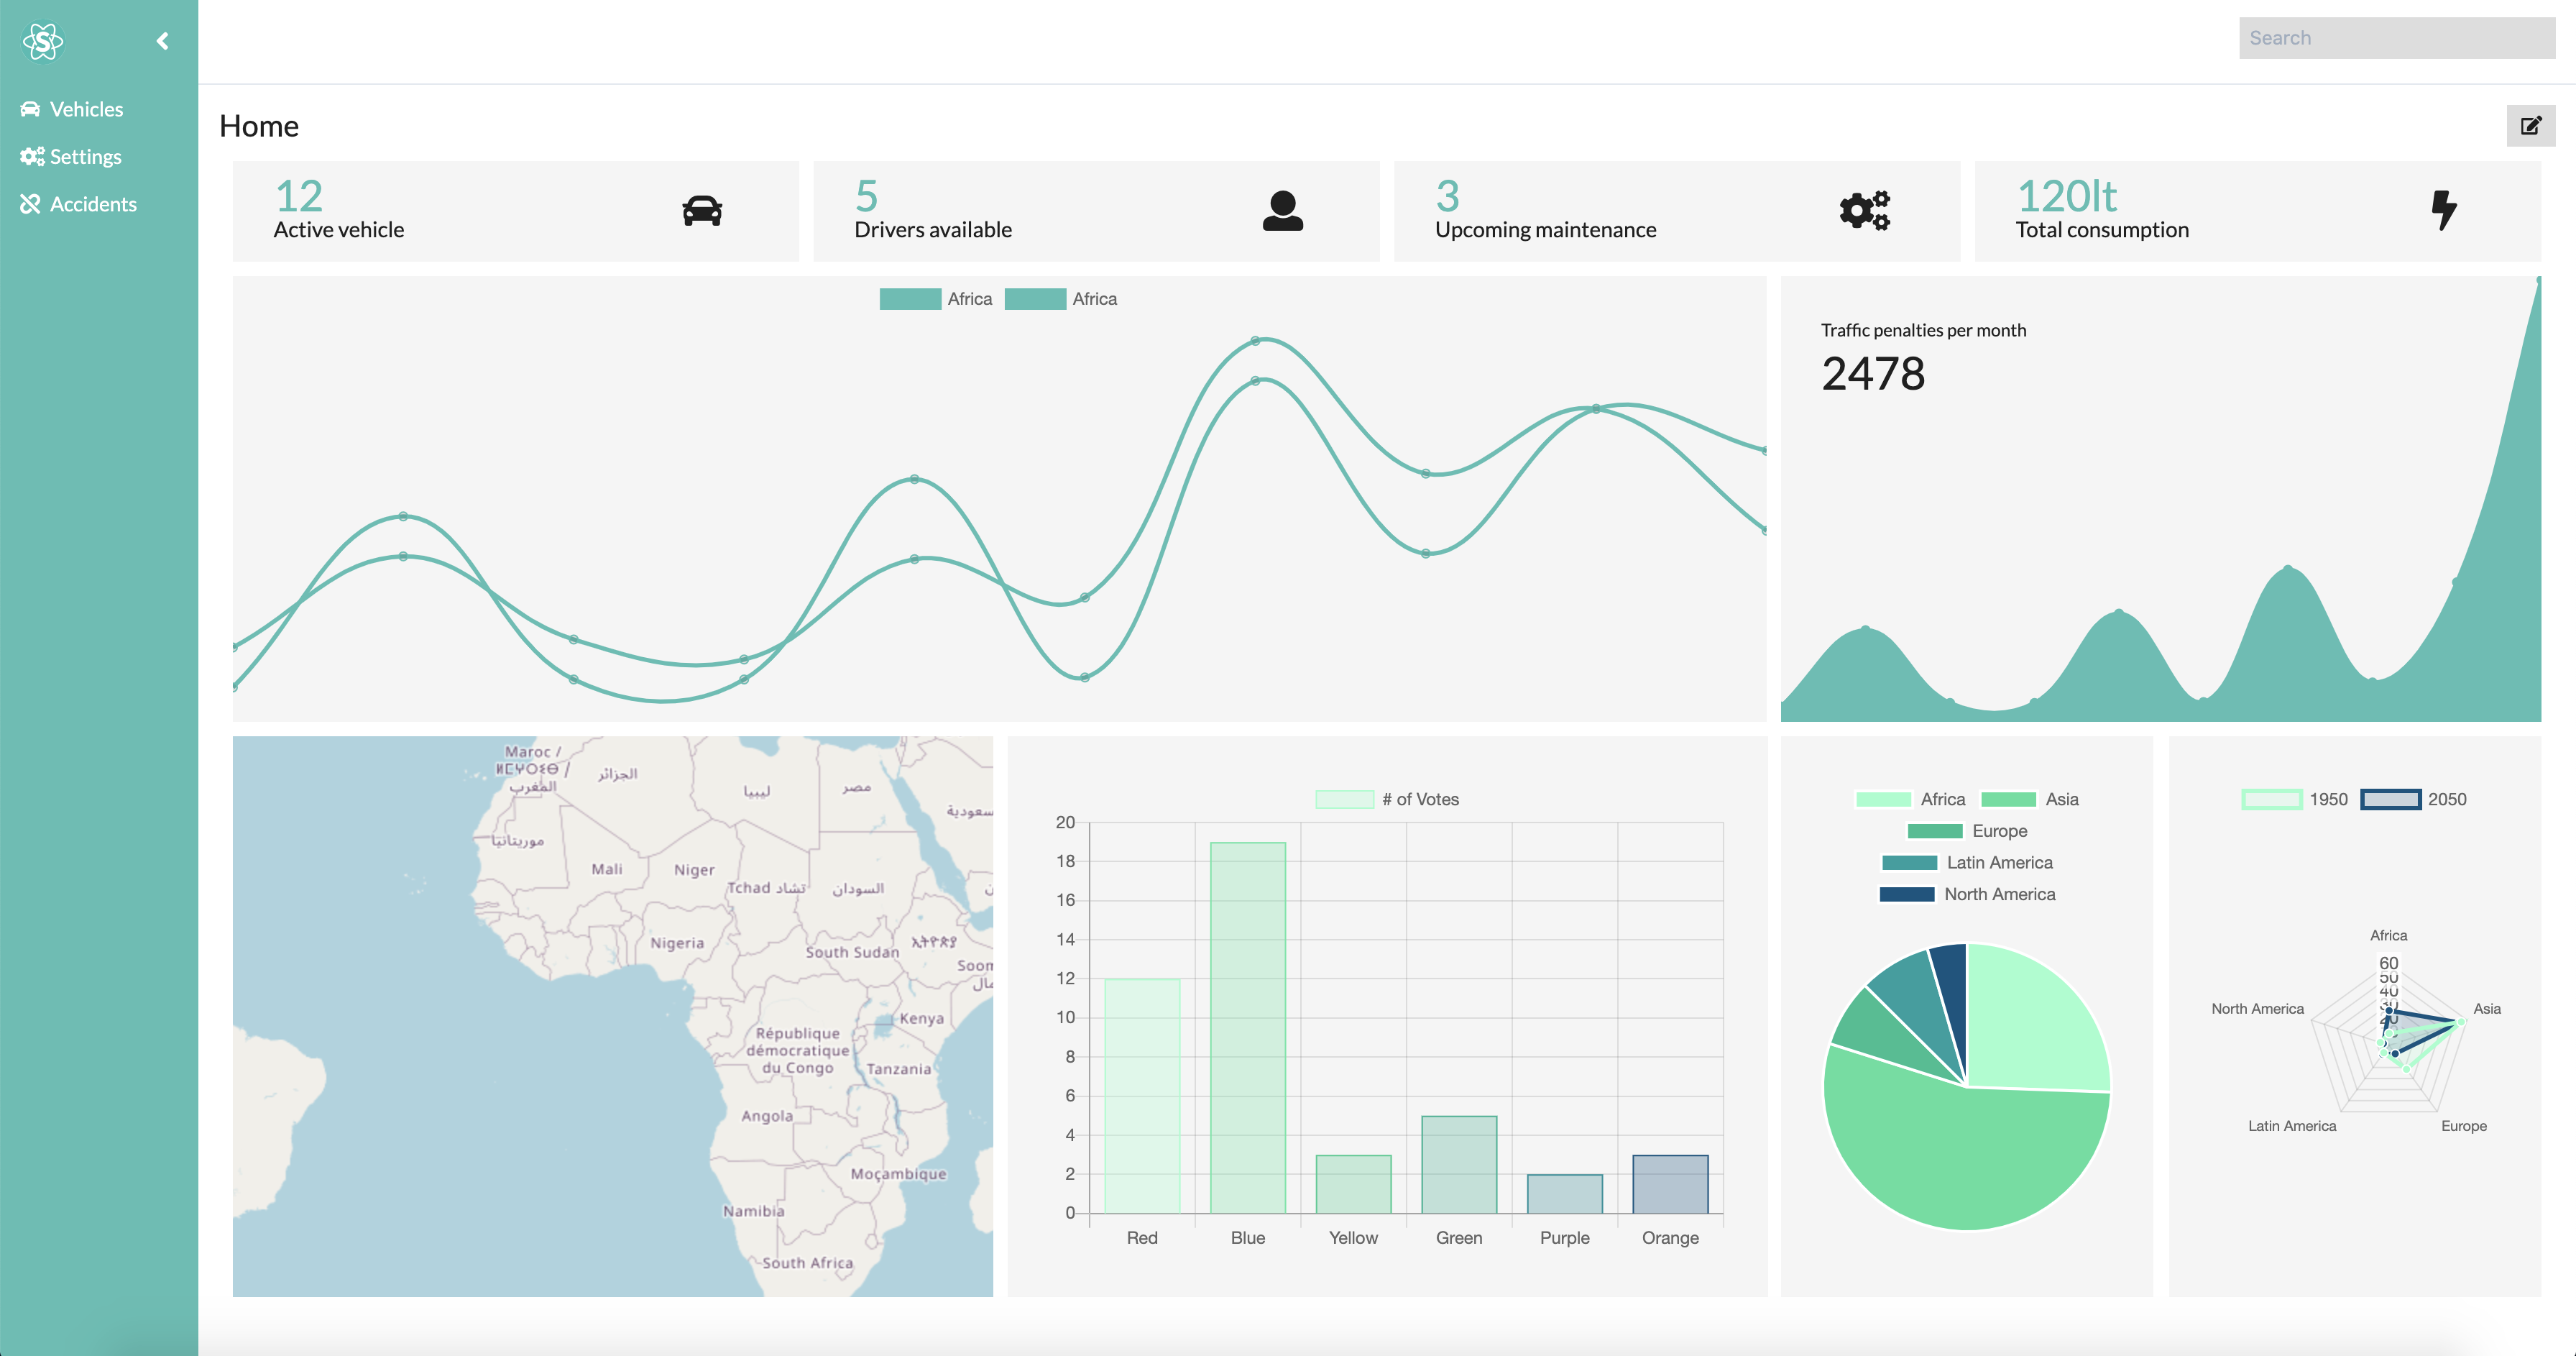 S
Search
Vehicles
Settings
Accidents
Home
12
Active vehicle
5
Drivers available
3
Upcoming maintenance
120lt
Total consumption
Africa Africa
Traffic penalties per month
2478
Maroc /
ⵍⵎⵖⵔⵉⴱ /
المغرب
الجزائر
ليبيا
مصر
السعودية
موريتانيا
Mali
Niger
Tchad تشاد
السودان
Nigeria
South Sudan
ኢትዮጵያ
Kenya
République
démocratique
du Congo
Tanzania
Angola
Moçambique
Namibia
South Africa
# of Votes
20
18
16
14
12
10
8
6
4
2
0
Red Blue Yellow Green Purple Orange
Africa Asia
Europe
Latin America
North America
1950 2050
Africa
60
50
40
30
20
North America
Asia
Latin America
Europe